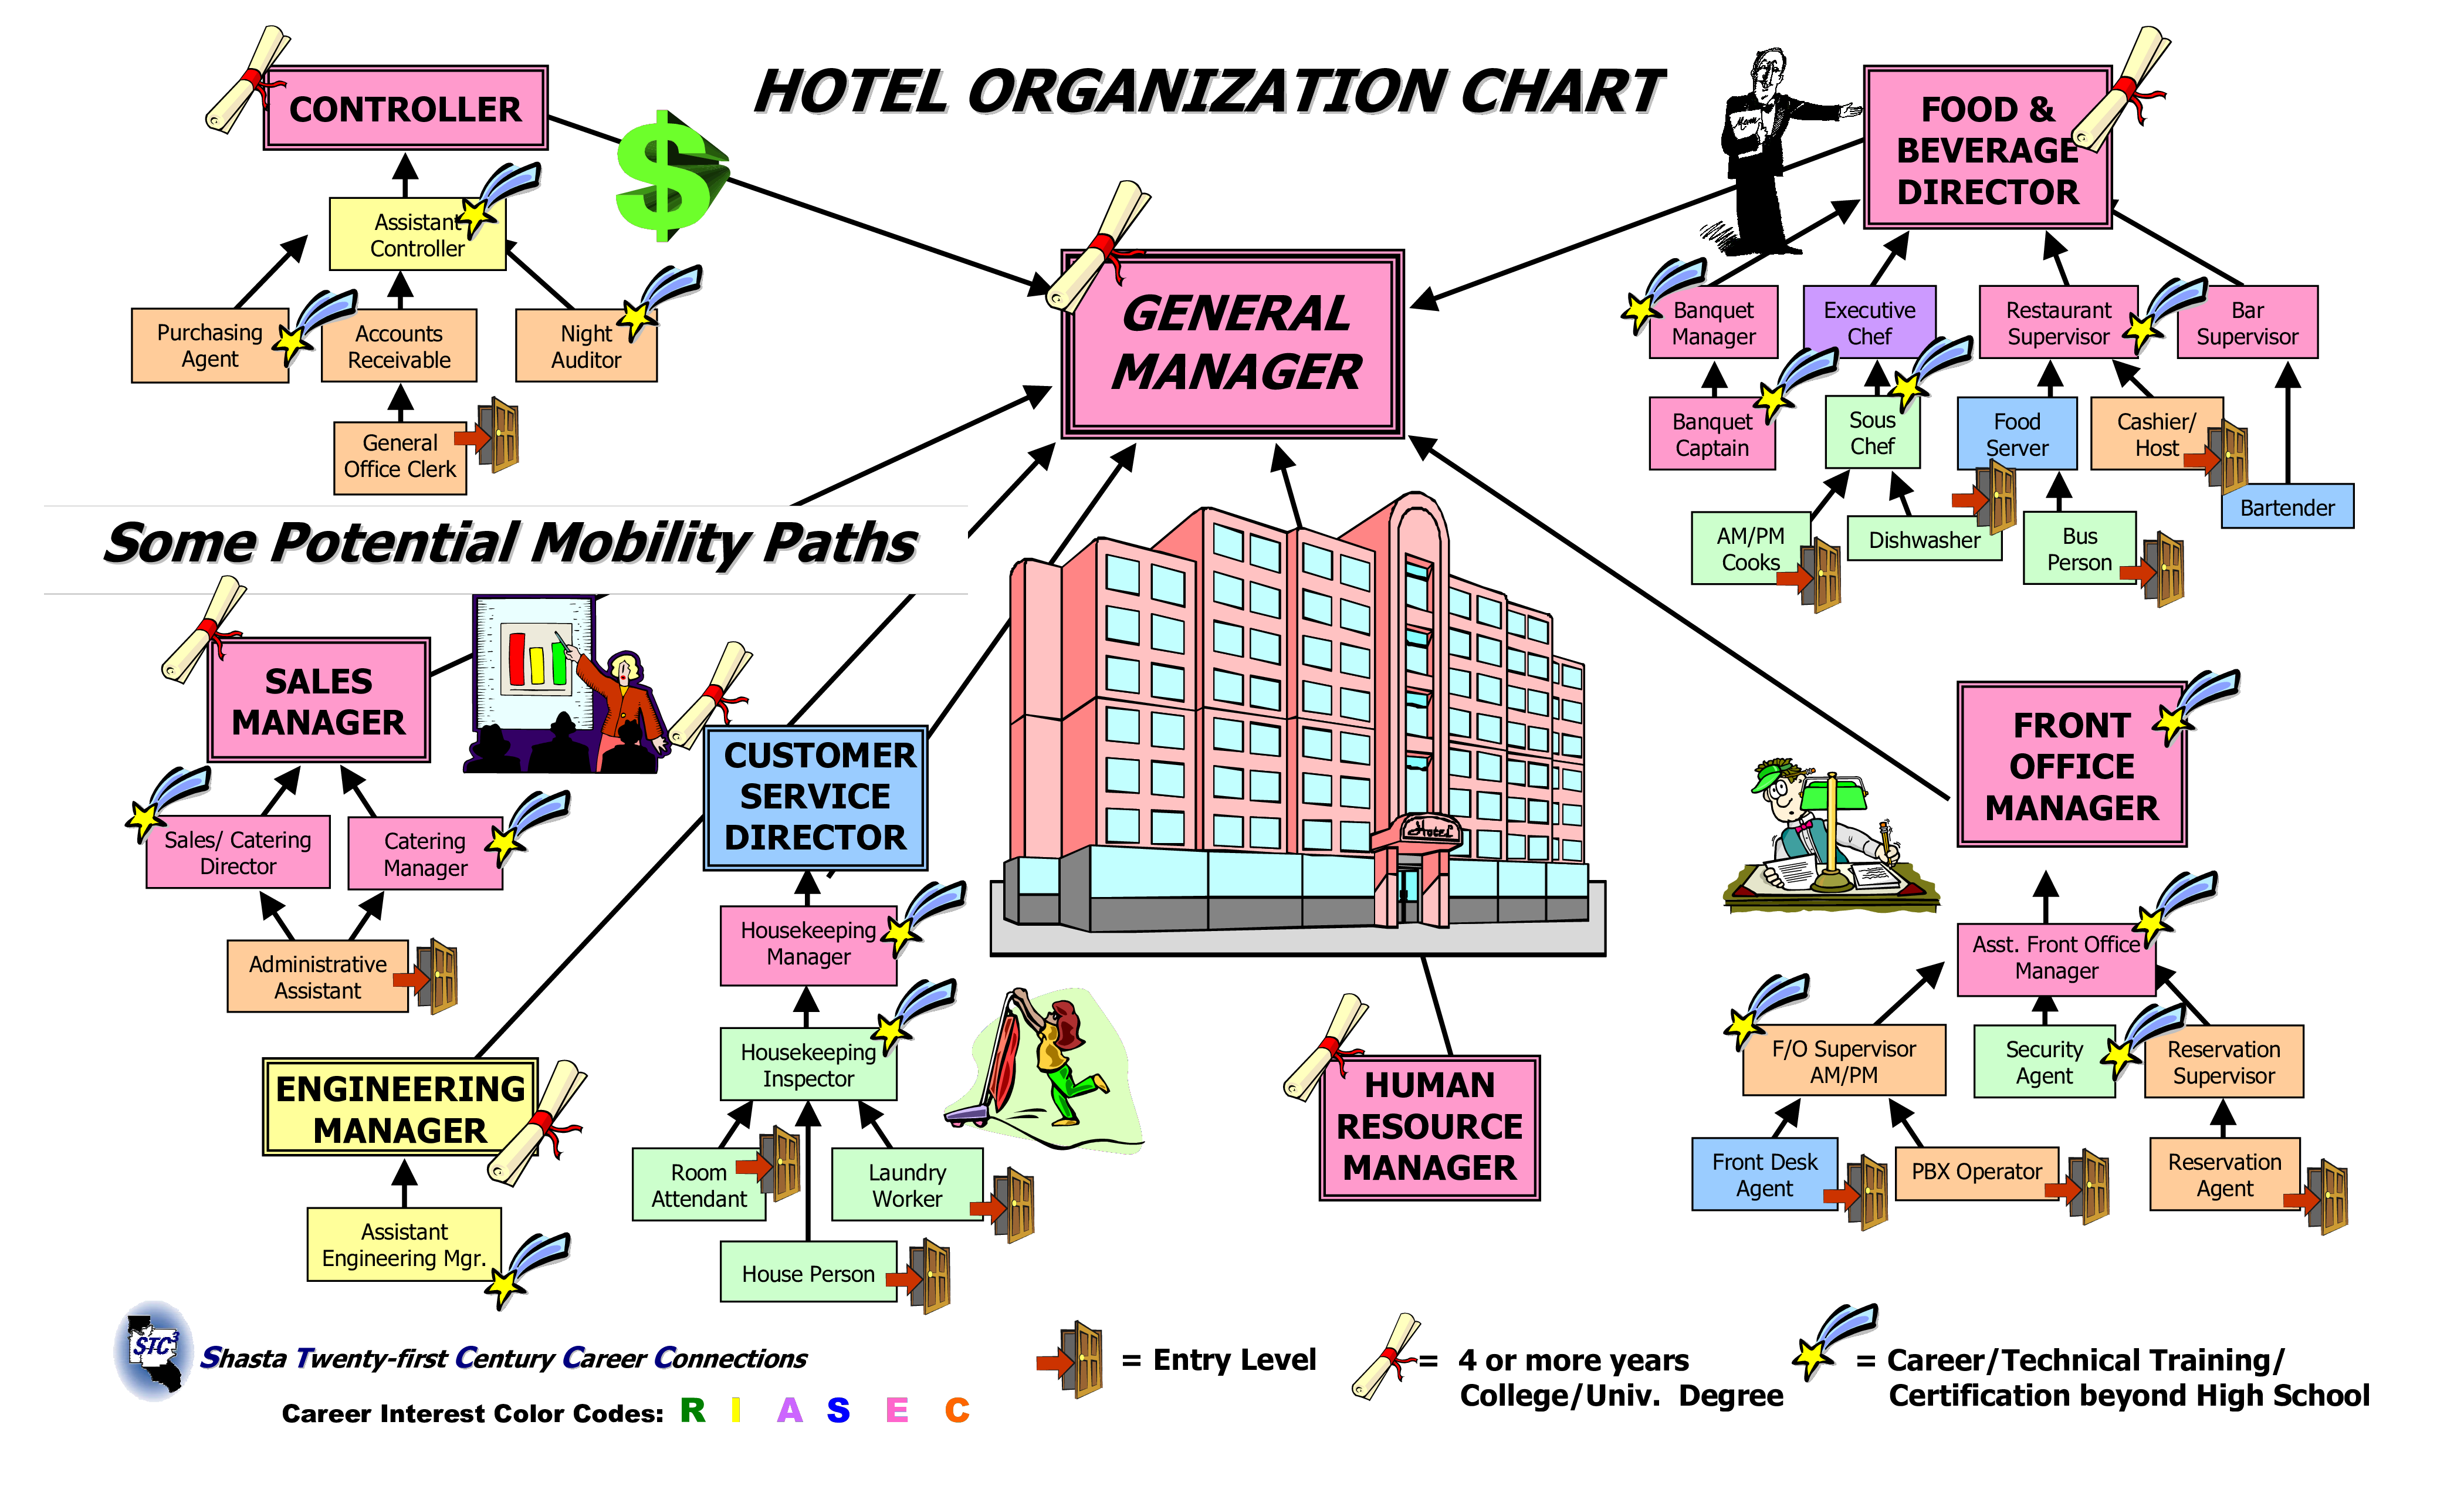 HOTEL ORGANIZATION CHART
CONTROLLER
Assistant
Controller
Purchasing
Agent
Accounts
Receivable
Night
Auditor
General
Office Clerk
FOOD &
BEVERAGE
DIRECTOR
Menu
Banquet
Manager
Executive
Chef
Restaurant
Supervisor
Bar
Supervisor
Banquet
Captain
Sous
Chef
Food
Server
Cashier/
Host
Bartender
AM/PM
Cooks
Dishwasher
Bus
Person
GENERAL
MANAGER
Some Potential Mobility Paths
SALES
MANAGER
Sales/ Catering
Director
Catering
Manager
Administrative
Assistant
CUSTOMER
SERVICE
DIRECTOR
Housekeeping
Manager
Housekeeping
Inspector
Room
Attendant
Laundry
Worker
House Person
Hotel
FRONT
OFFICE
MANAGER
Asst. Front Office
Manager
F/O Supervisor
AM/PM
Security
Agent
Reservation
Supervisor
Front Desk
Agent
PBX Operator
Reservation
Agent
ENGINEERING
MANAGER
Assistant
Engineering Mgr.
HUMAN
RESOURCE
MANAGER
STC3
Shasta Twenty-first Century Career Connections
Career Interest Color Codes: R I A S E C
= Entry Level
= 4 or more years
College/Univ. Degree
= Career/Technical Training/
Certification beyond High School